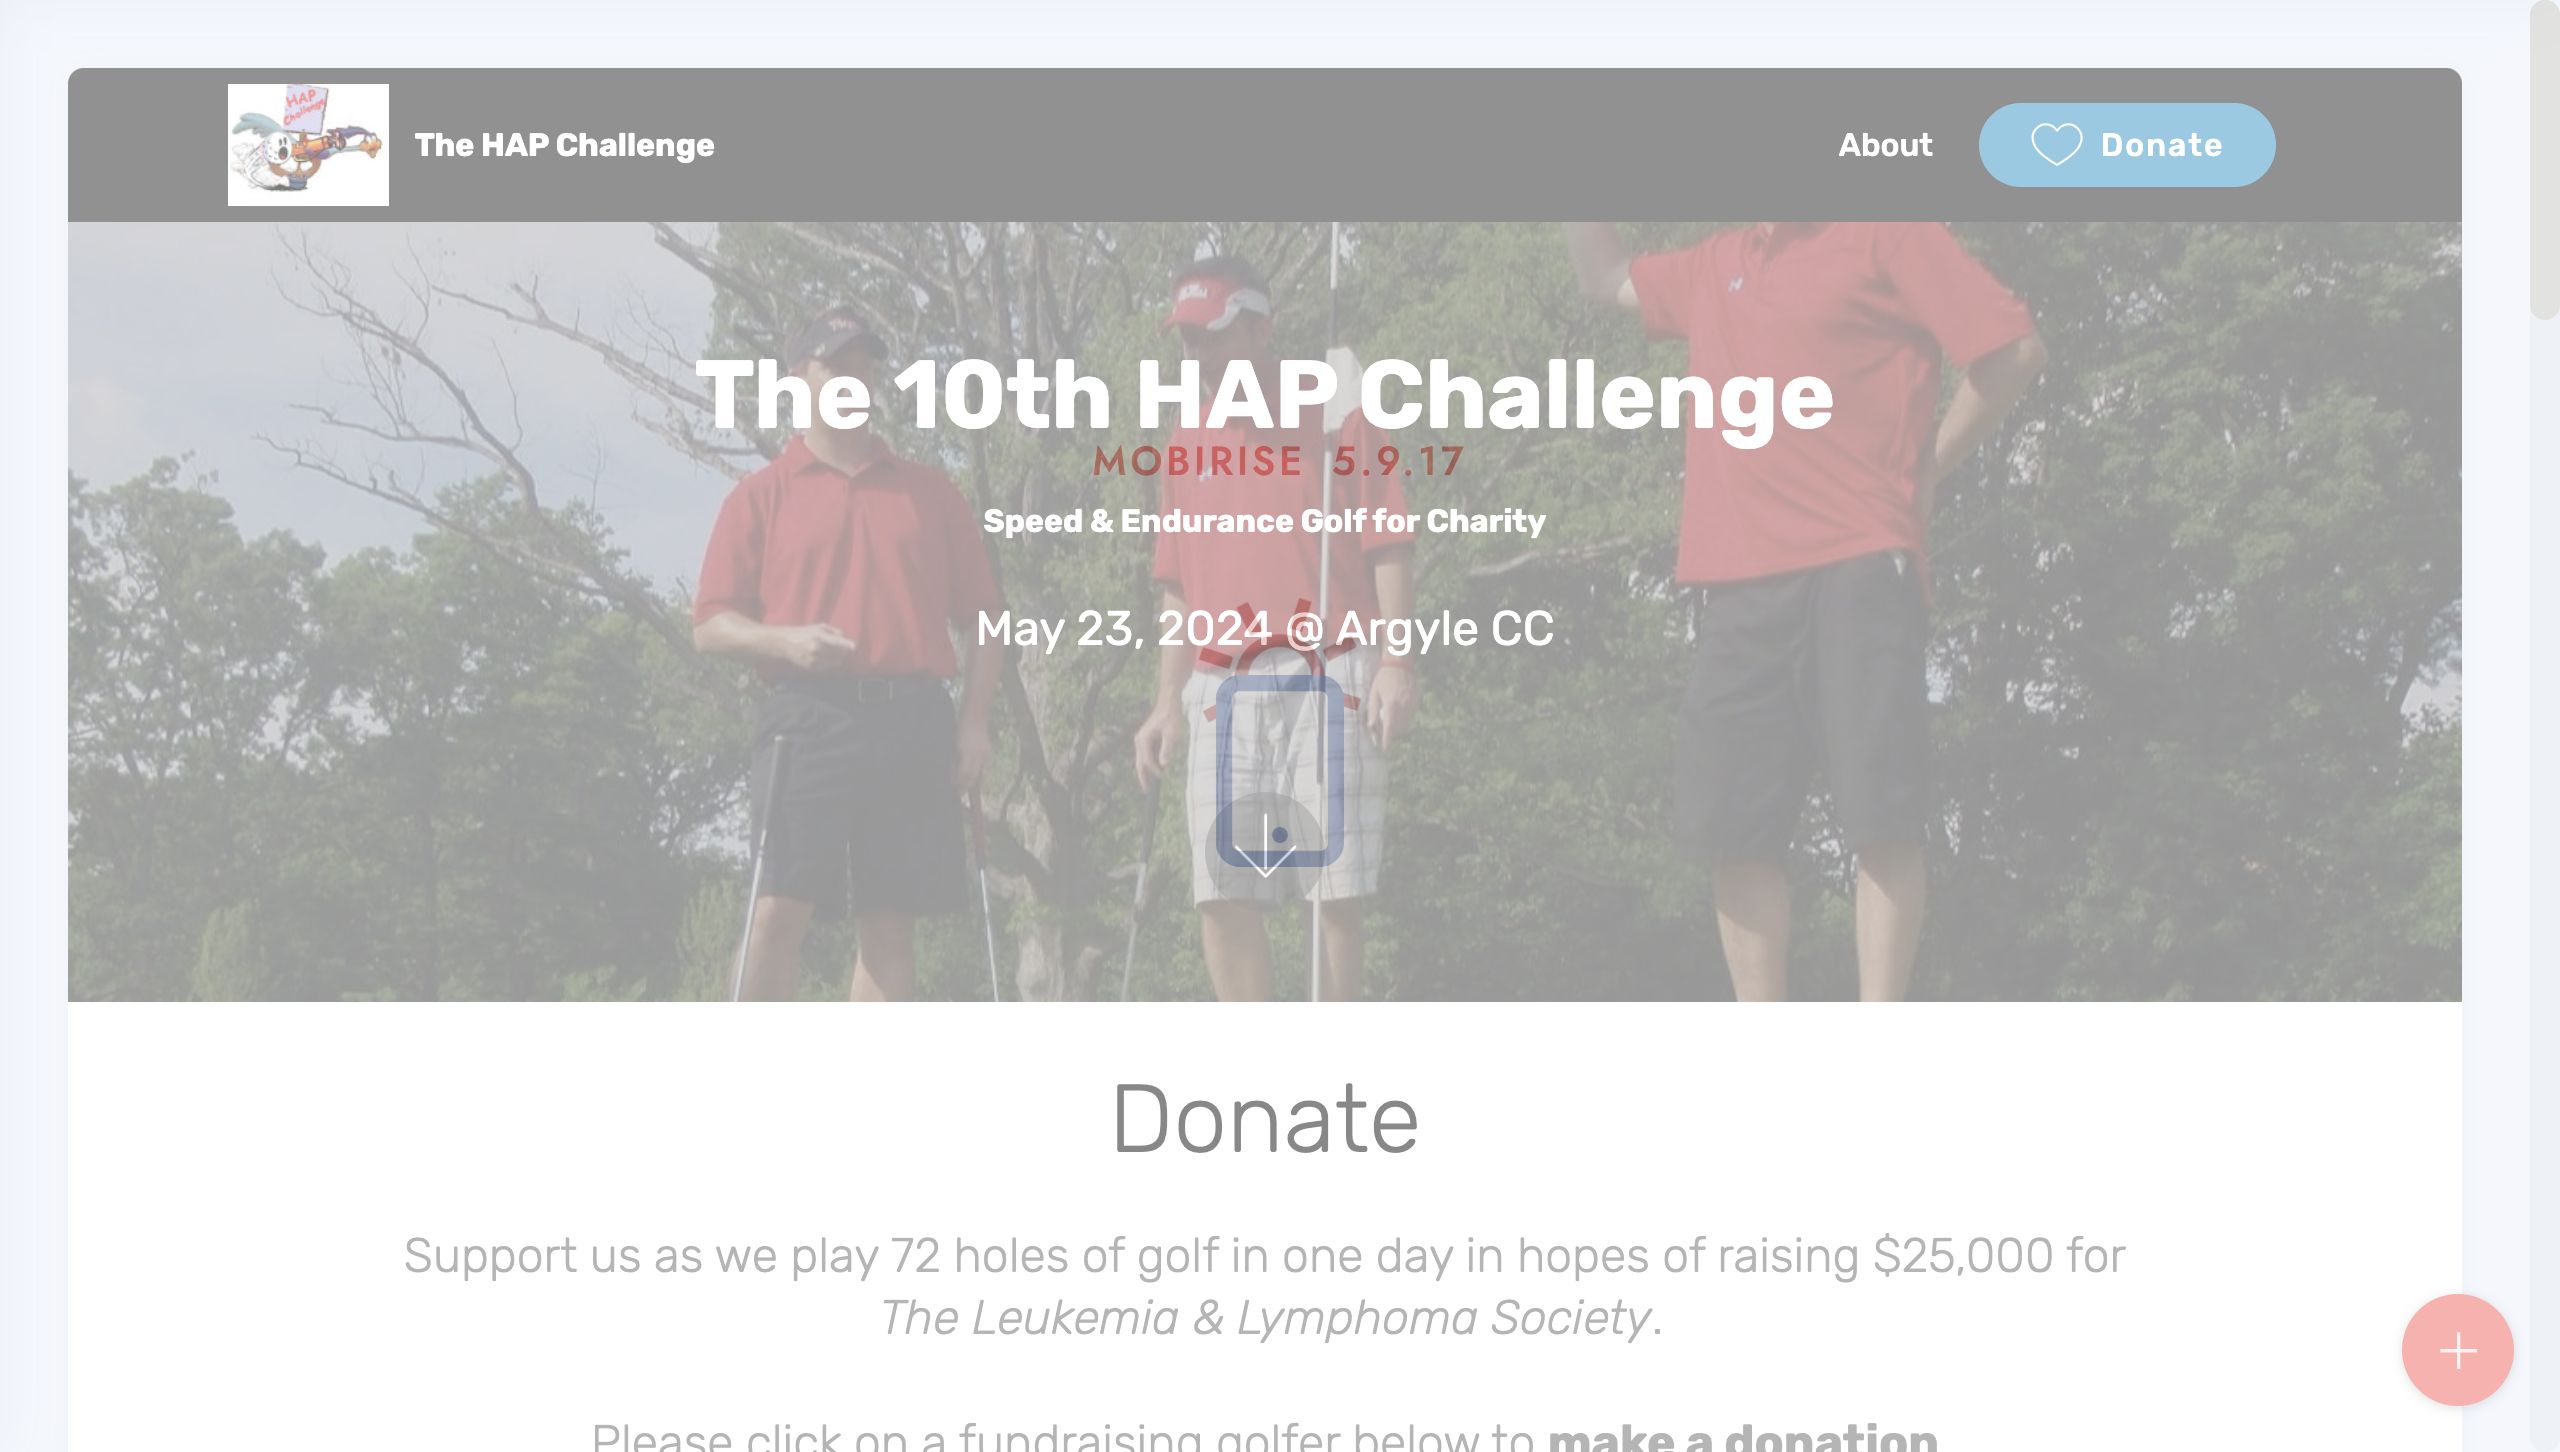 HAP
Challenge
The HAP Challenge
About
Donate
The 10th HAP Challenge
MOBIRISE 5.9.17
Speed & Endurance Golf for Charity
May 23, 2024 @ Argyle CC
Donate
Support us as we play 72 holes of golf in one day in hopes of raising $25,000 for
The Leukemia & Lymphoma Society.
Please click on a fundraising golfer below to make a donation